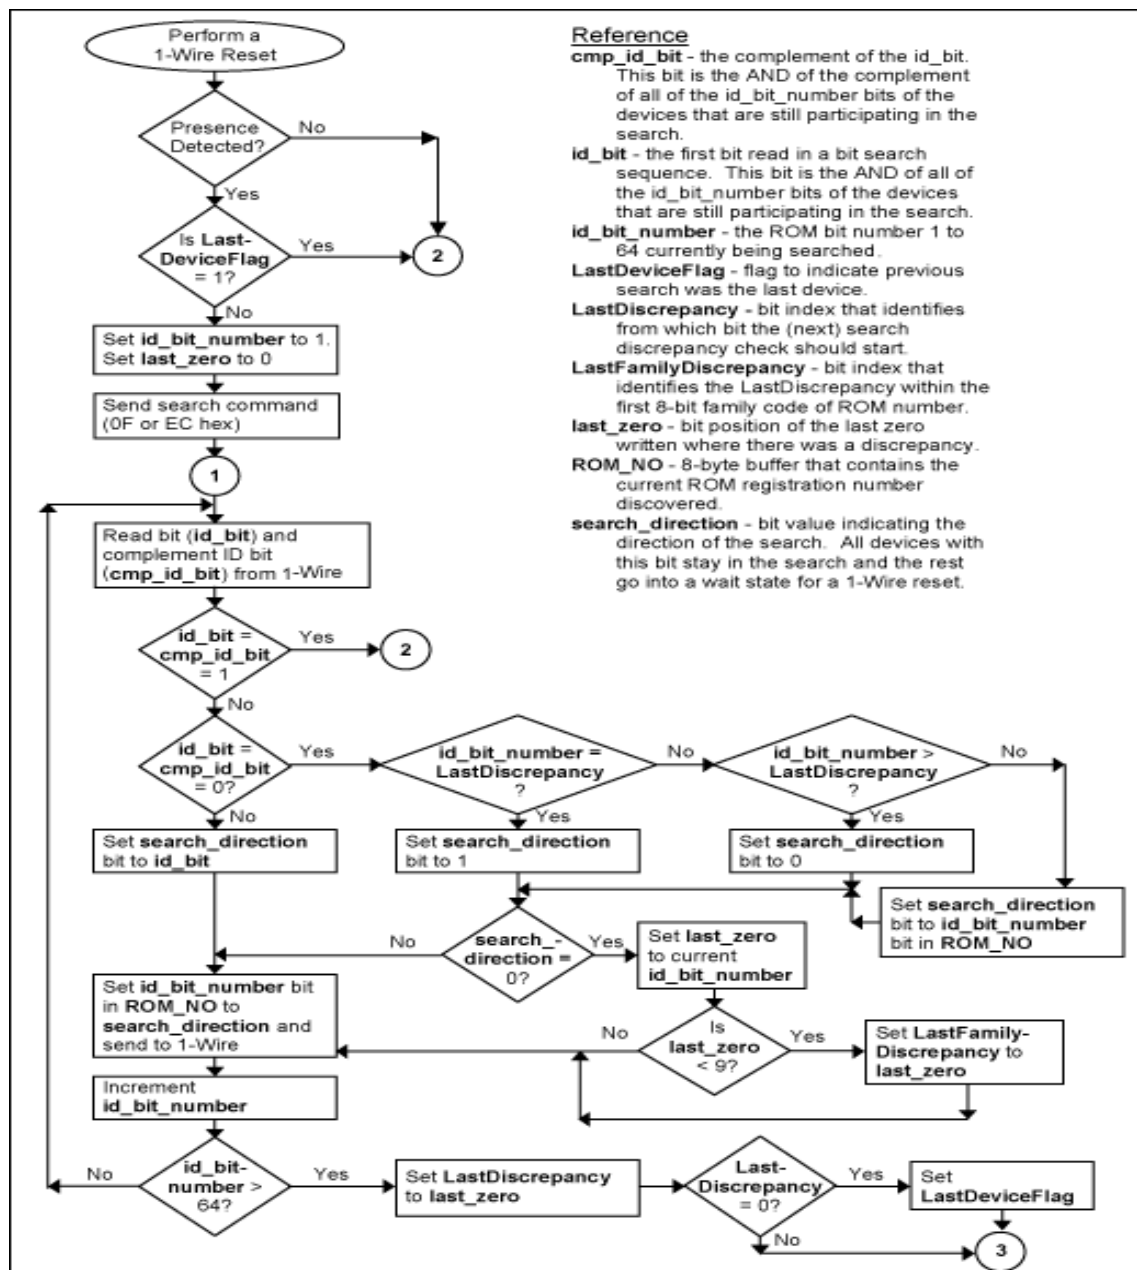 Perform a
1-Wire Reset
Reference
cmp_id_bit - the complement of the id_bit.
This bit is the AND of the complement
of all of the id_bit_number bits of the
devices that are still participating in the
search.
id_bit - the first bit read in a bit search
sequence. This bit is the AND of all of
the id_bit_number bits of the devices
that are still participating in the search.
id_bit_number - the ROM bit number 1 to
64 currently being searched.
LastDeviceFlag - flag to indicate previous
search was the last device.
LastDiscrepancy - bit index that identifies
from which bit the (next) search
discrepancy check should start.
LastFamilyDiscrepancy - bit index that
identifies the LastDiscrepancy within the
first 8-bit family code of ROM number.
last_zero - bit position of the last zero
written where there was a discrepancy.
ROM_NO - 8-byte buffer that contains the
current ROM registration number
discovered.
search_direction - bit value indicating the
direction of the search. All devices with
this bit stay in the search and the rest
go into a wait state for a 1-Wire reset.
Presence
Detected?
No
Yes
Is Last-
DeviceFlag
= 1?
Yes
2
No
Set id_bit_number to 1.
Set last_zero to 0
Send search command
(0F or EC hex)
1
Read bit (id_bit) and
complement ID bit
(cmp_id_bit) from 1-Wire
id_bit =
cmp_id_bit
= 1
Yes
2
No
id_bit =
cmp_id_bit
= 0?
Yes
id_bit_number =
LastDiscrepancy
?
No
id_bit_number >
LastDiscrepancy
?
No
No
Yes
Yes
Set search_direction
bit to id_bit
Set search_direction
bit to 1
Set search_direction
bit to 0
Set search_direction
bit to id_bit_number
bit in ROM_NO
No
search_-
direction =
0?
Yes
Set last_zero
to current
id_bit_number
Set id_bit_number bit
in ROM_NO to
search_direction and
send to 1-Wire
No
Is
last_zero
< 9?
Yes
Set LastFamily-
Discrepancy to
last_zero
Increment
id_bit_number
No
id_bit-
number >
64?
Yes
Set LastDiscrepancy
to last_zero
Last-
Discrepancy
= 0?
Yes
Set
LastDeviceFlag
No
3